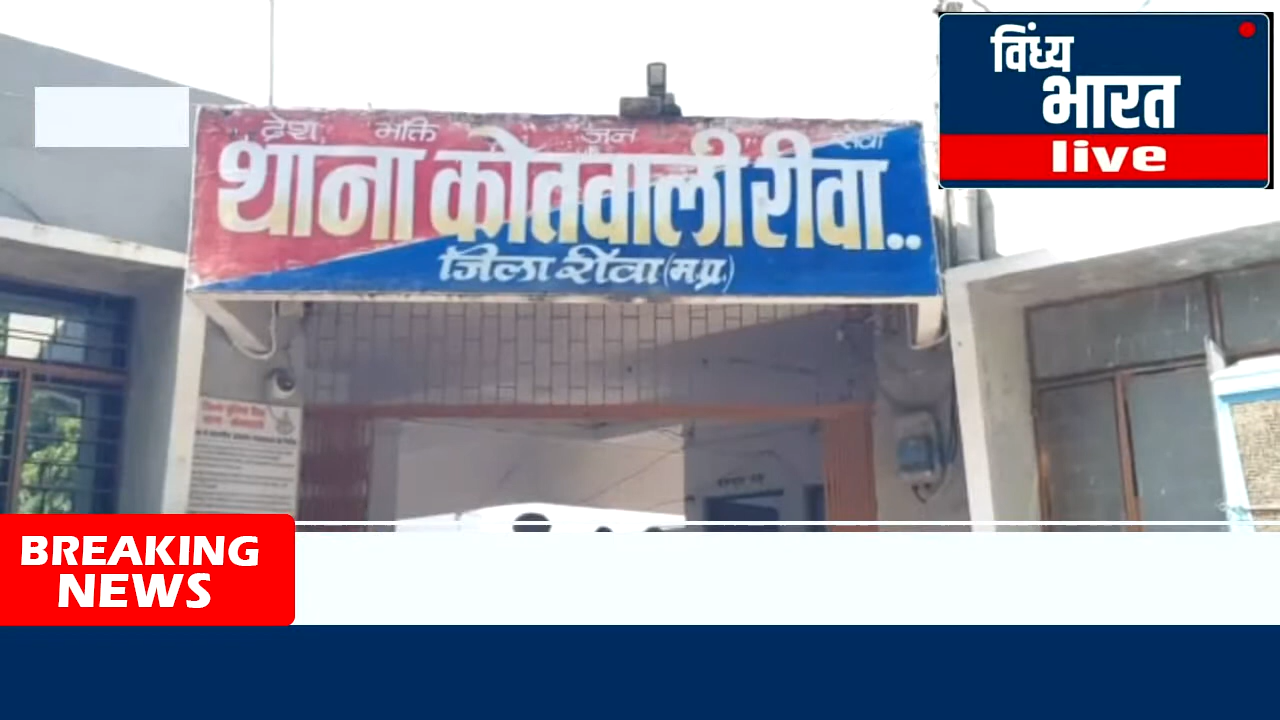 विंध्य
भारत
live
देश भक्ति जन सेवा
थाना कोतवाली रीवा..
जिला रींवा (म.प्र.)
BREAKING
NEWS